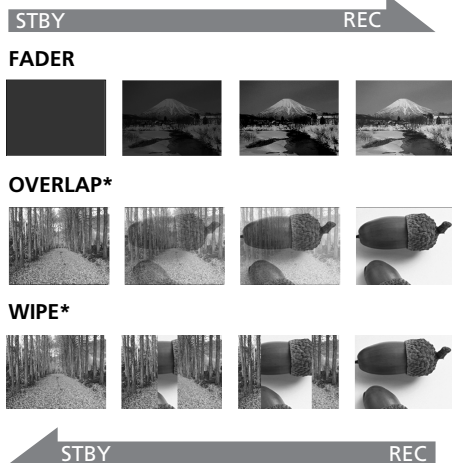 STBY REC
FADER
OVERLAP*
WIPE*
STBY REC